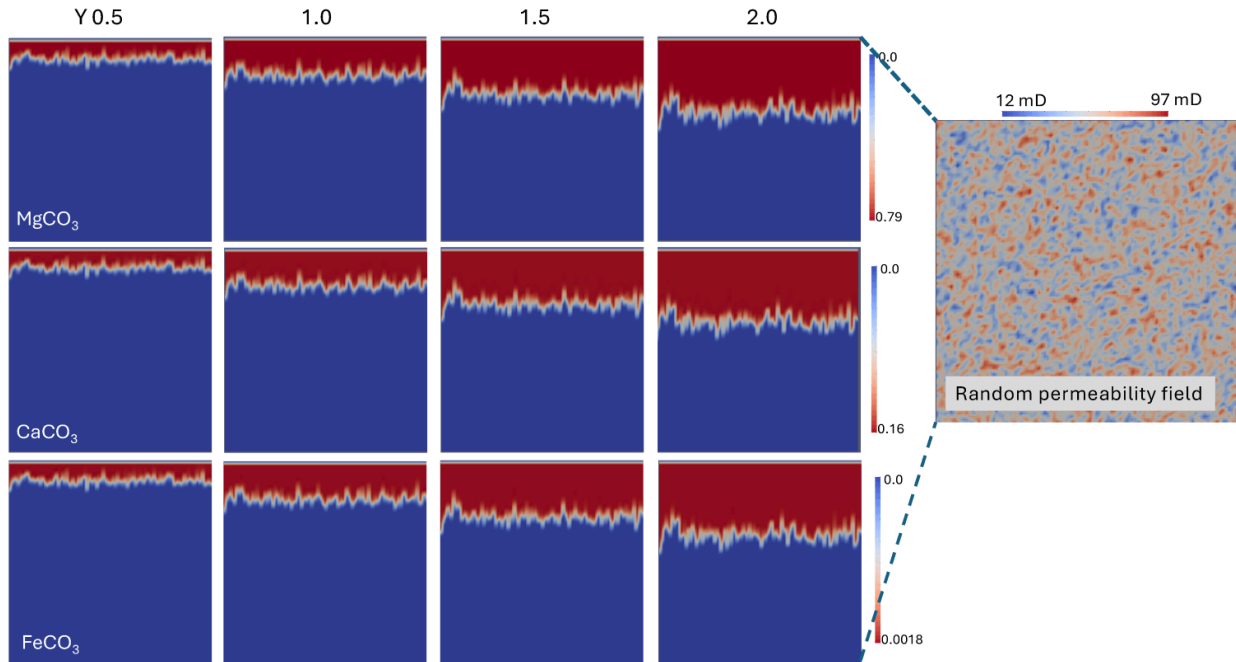 Y 0.5 1.0 1.5 2.0
0.0
0.79
MgCO₃
12 mD 97 mD
Random permeability field
0.0
0.16
CaCO₃
0.0
0.0018
FeCO₃